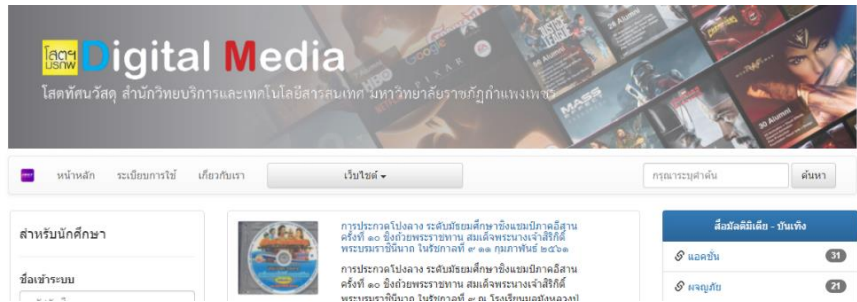 โสตฯ
มรภกพ
Digital Media
โสตทัศนวัสดุ สำนักวิทยบริการและเทคโนโลยีสารสนเทศ มหาวิทยาลัยราชภัฏกำแพงเพชร
หน้าหลัก ระเบียบการใช้ เกี่ยวกับเรา เว็บไซต์ กรุณาระบุคำค้น ค้นหา
สำหรับนักศึกษา
ชื่อเข้าระบบ
การประกวดโปงลาง ระดับมัธยมศึกษาชิงแชมป์ภาคอีสาน
ครั้งที่ ๑๐ ชิงถ้วยพระราชทาน สมเด็จพระนางเจ้าสิริกิติ์
พระบรมราชินีนาถ ในรัชกาลที่ ๙ ๑๑ กุมภาพันธ์ ๒๕๖๑
การประกวดโปงลาง ระดับมัธยมศึกษาชิงแชมป์ภาคอีสาน
ครั้งที่ ๑๐ ชิงถ้วยพระราชทาน สมเด็จพระนางเจ้าสิริกิติ์
สื่อมัลติมิเดีย - บันเทิง
แอคชั่น 31
ผจญภัย 21